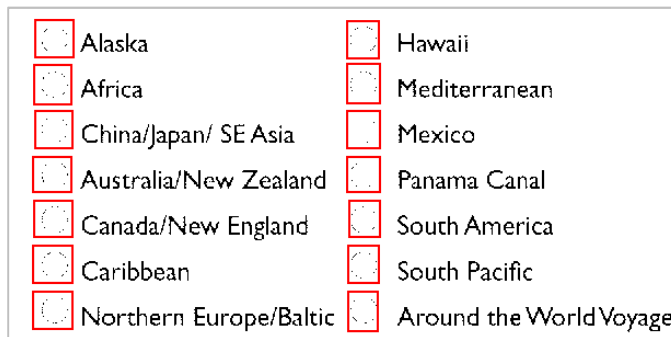 Alaska
Africa
China/Japan/ SE Asia
Australia/New Zealand
Canada/New England
Caribbean
Northern Europe/Baltic
Hawaii
Mediterranean
Mexico
Panama Canal
South America
South Pacific
Around the World Voyage